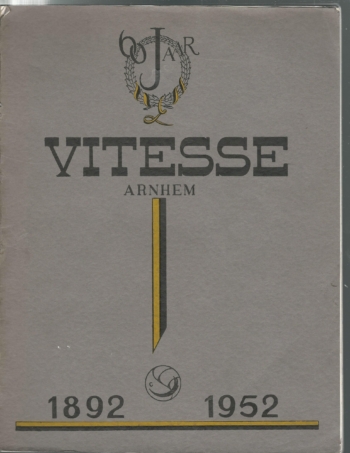 60 JAAR
VITESSE
ARNHEM
1892 1952